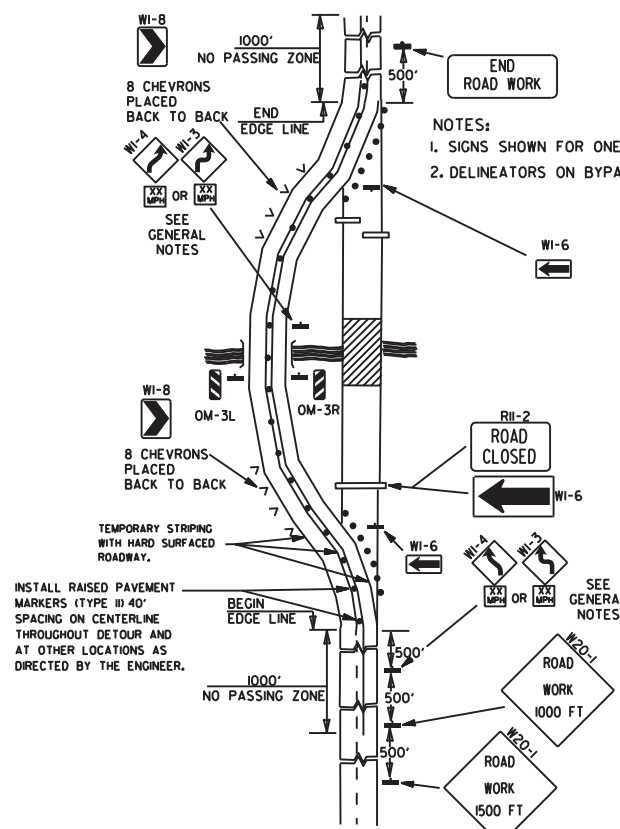 W1-8
1000'
NO PASSING ZONE
500'
END
ROAD WORK
8 CHEVRONS
PLACED
BACK TO BACK
END
EDGE LINE
NOTES:
1. SIGNS SHOWN FOR ONE
2. DELINEATORS ON BYPA
W1-4
W1-3
XX
MPH
OR
XX
MPH
SEE
GENERAL
NOTES
W1-6
W1-8
OM-3L
OM-3R
R11-2
ROAD
CLOSED
W1-6
8 CHEVRONS
PLACED
BACK TO BACK
TEMPORARY STRIPING
WITH HARD SURFACED
ROADWAY.
W1-6
W1-4
W1-3
XX
MPH
OR
XX
MPH
SEE
GENERA
NOTES
INSTALL RAISED PAVEMENT
MARKERS (TYPE II) 40'
SPACING ON CENTERLINE
THROUGHOUT DETOUR AND
AT OTHER LOCATIONS AS
DIRECTED BY THE ENGINEER.
BEGIN
EDGE LINE
500'
1000'
NO PASSING ZONE
500'
W20-1
ROAD
WORK
1000 FT
500'
W20-1
ROAD
WORK
1500 FT